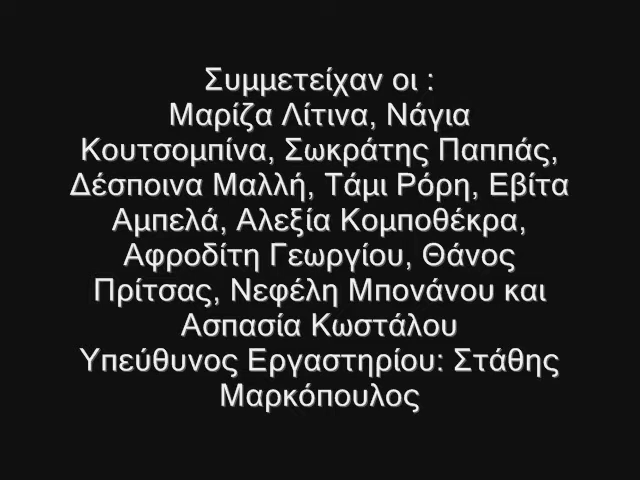 Συμμετείχαν οι :
Μαρίζα Λίτινα, Νάγια
Κουτσομπίνα, Σωκράτης Παππάς,
Δέσποινα Μαλλή, Τάμι Ρόρη, Εβίτα
Αμπελά, Αλεξία Κομποθέκρα,
Αφροδίτη Γεωργίου, Θάνος
Πρίτσας, Νεφέλη Μπονάνου και
Ασπασία Κωστάλου
Υπεύθυνος Εργαστηρίου: Στάθης
Μαρκόπουλος